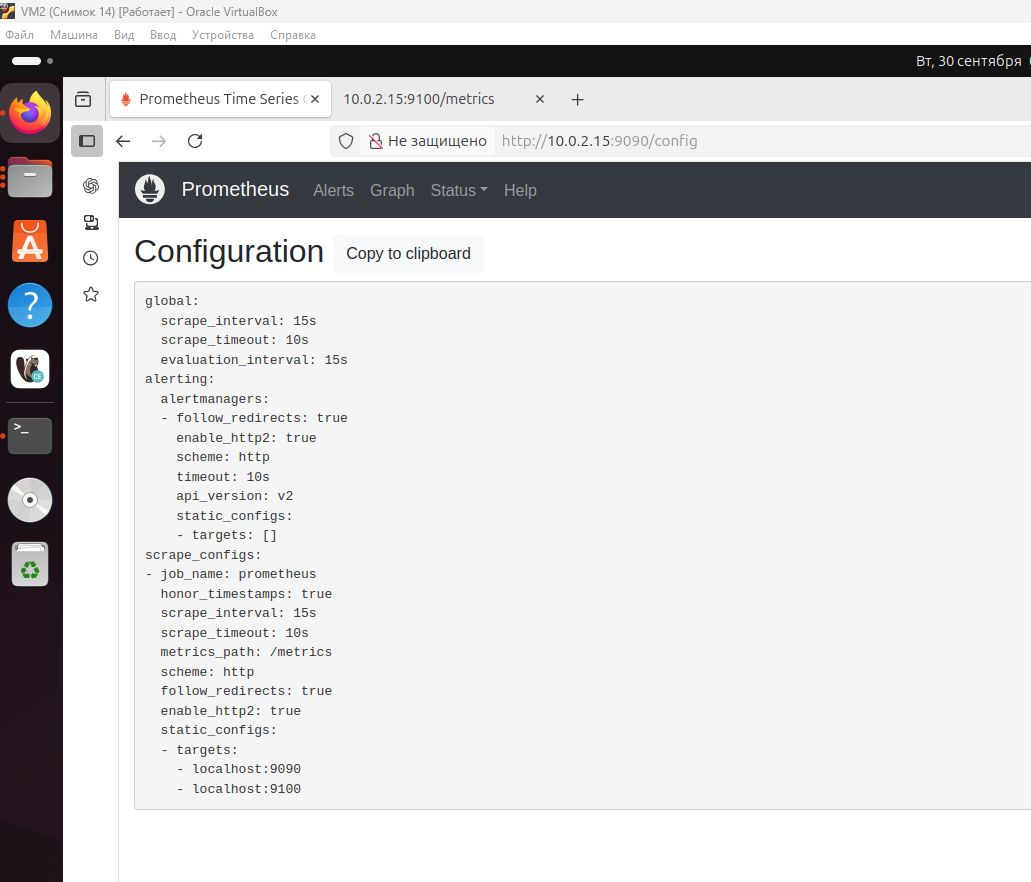 VM2 (Снимок 14) [Работает] - Oracle VirtualBox
Файл Машина Вид Ввод Устройства Справка
Вт, 30 сентября
Prometheus Time Series 10.0.2.15:9100/metrics
Не защищено http://10.0.2.15:9090/config
Prometheus Alerts Graph Status Help
Configuration Copy to clipboard
global:
  scrape_interval: 15s
  scrape_timeout: 10s
  evaluation_interval: 15s
alerting:
  alertmanagers:
  - follow_redirects: true
    enable_http2: true
    scheme: http
    timeout: 10s
    api_version: v2
    static_configs:
    - targets: []
scrape_configs:
- job_name: prometheus
  honor_timestamps: true
  scrape_interval: 15s
  scrape_timeout: 10s
  metrics_path: /metrics
  scheme: http
  follow_redirects: true
  enable_http2: true
  static_configs:
  - targets:
    - localhost:9090
    - localhost:9100